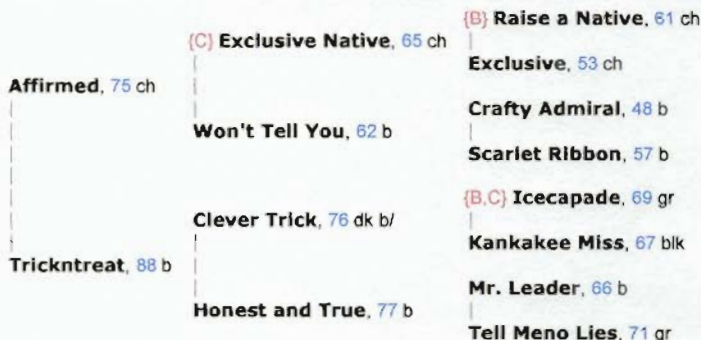 {B} Raise a Native, 61 ch
{C} Exclusive Native, 65 ch
Exclusive, 53 ch
Affirmed, 75 ch
Crafty Admiral, 48 b
Won't Tell You, 62 b
Scarlet Ribbon, 57 b
{B,C} Icecapade, 69 gr
Clever Trick, 76 dk b/
Kankakee Miss, 67 blk
Trickntreat, 88 b
Mr. Leader, 66 b
Honest and True, 77 b
Tell Meno Lies, 71 gr